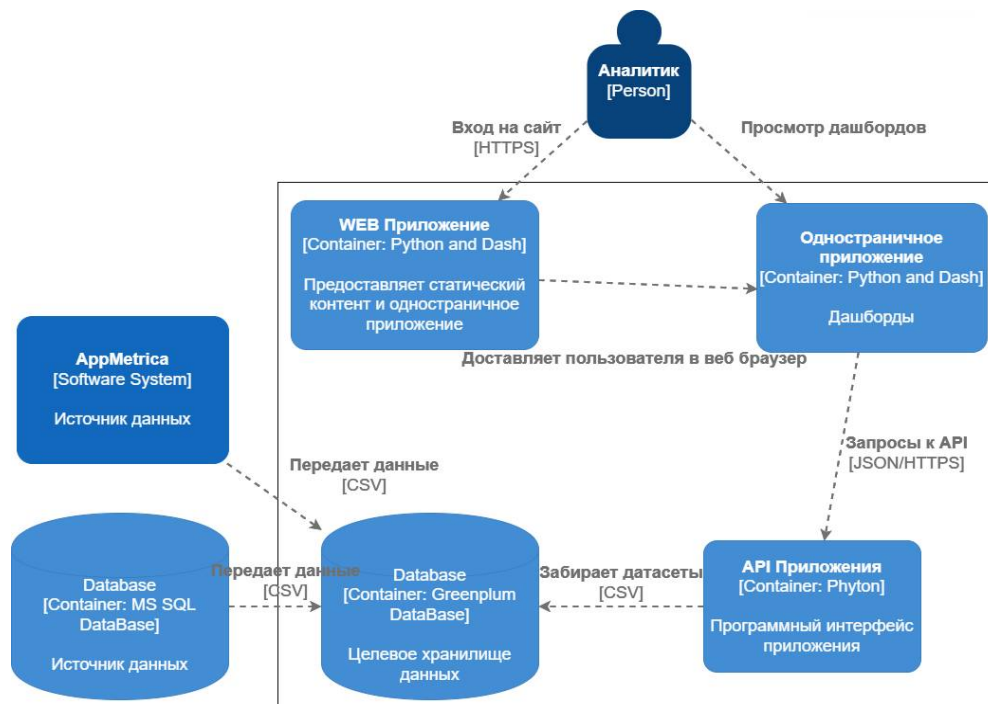 Аналитик
[Person]
Вход на сайт
[HTTPS]
Просмотр дашбордов
WEB Приложение
[Container: Python and Dash]
Предоставляет статический
контент и одностраничное
приложение
Одностраничное
приложение
[Container: Python and Dash]
Дашборды
Доставляет пользователя в веб браузер
AppMetrica
[Software System]
Источник данных
Запросы к API
[JSON/HTTPS]
Передает данные
[CSV]
Database
[Container: MS SQL
DataBase]
Источник данных
Передает данные
[CSV]
Database
[Container: Greenplum
DataBase]
Целевое хранилище
данных
Забирает датасеты
[CSV]
API Приложения
[Container: Phyton]
Программный интерфейс
приложения